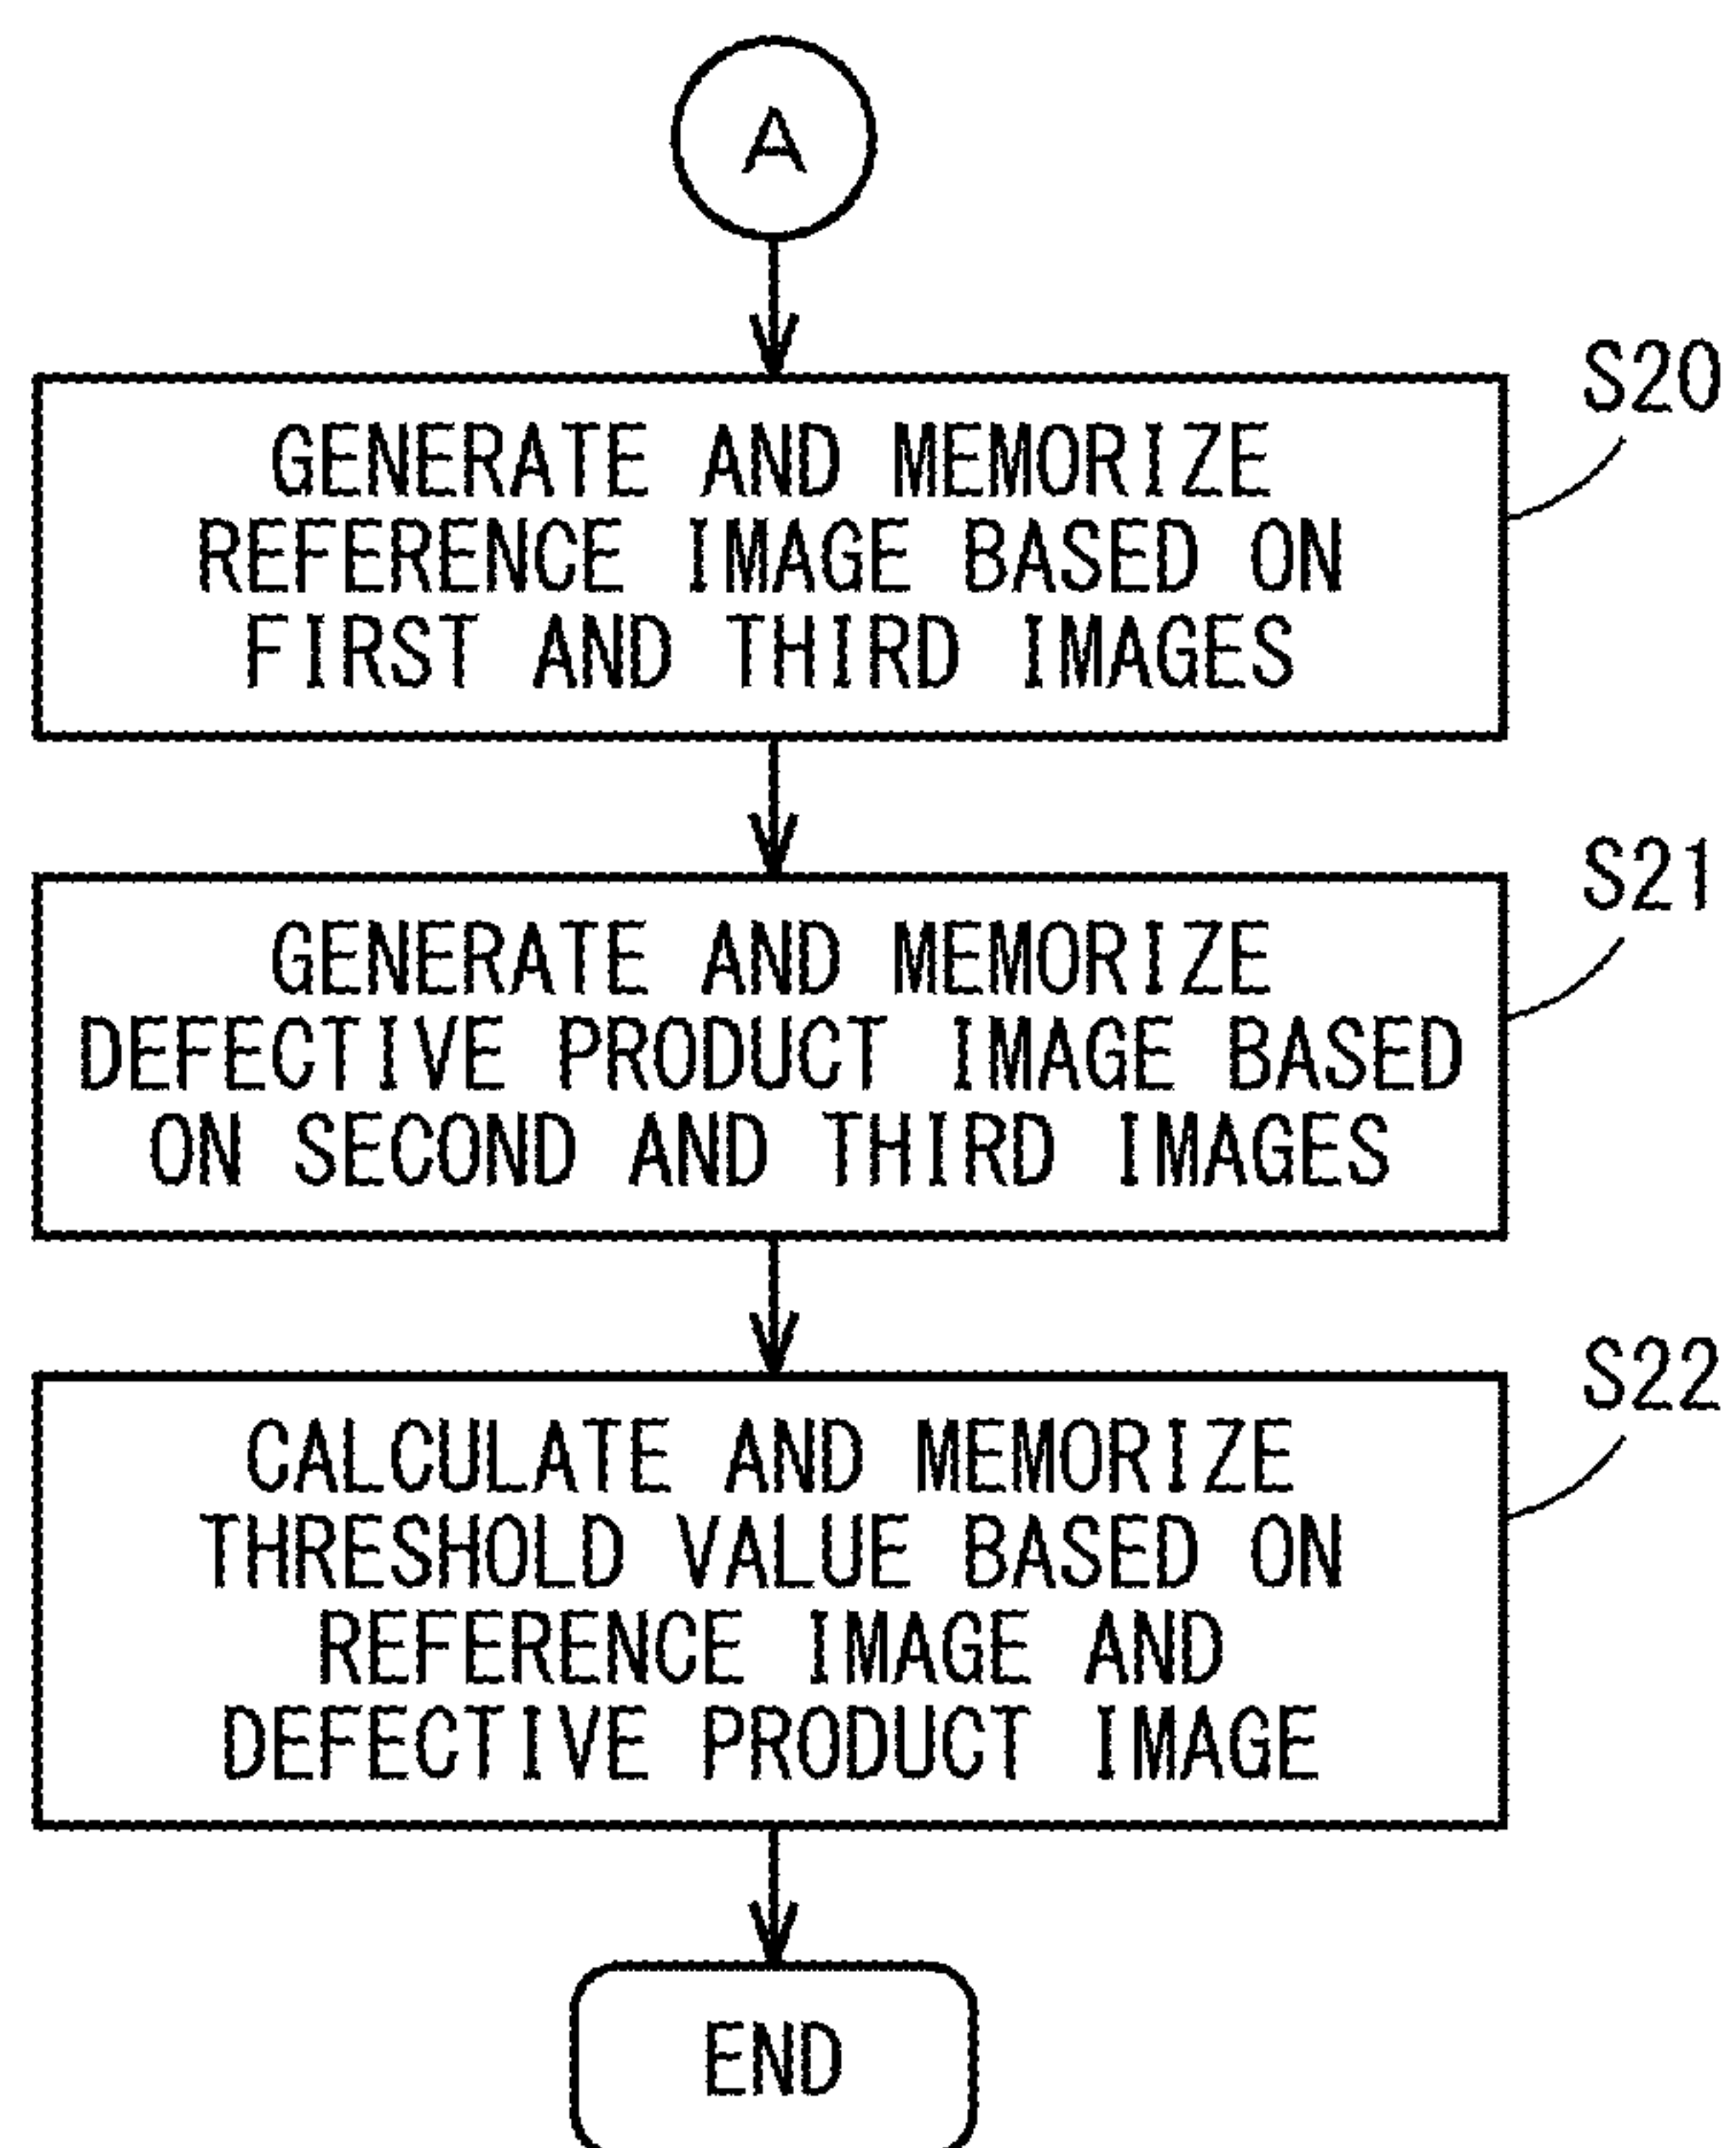 A
S20
GENERATE AND MEMORIZE
REFERENCE IMAGE BASED ON
FIRST AND THIRD IMAGES
S21
GENERATE AND MEMORIZE
DEFECTIVE PRODUCT IMAGE BASED
ON SECOND AND THIRD IMAGES
S22
CALCULATE AND MEMORIZE
THRESHOLD VALUE BASED ON
REFERENCE IMAGE AND
DEFECTIVE PRODUCT IMAGE
END